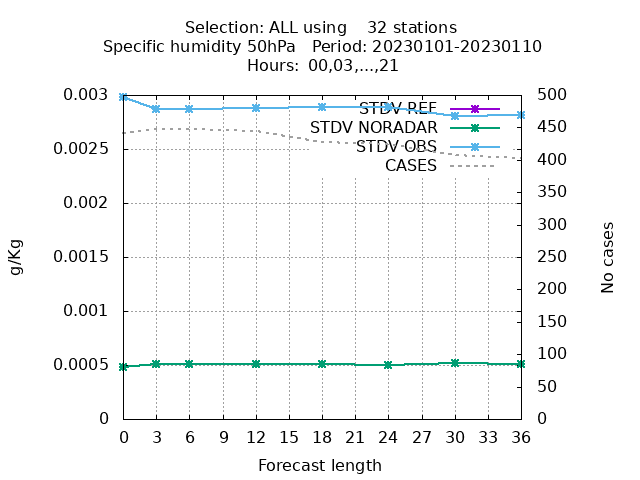 Selection: ALL using    32 stations
Specific humidity 50hPa   Period: 20230101-20230110
Hours:  00,03,...,21
0.003
0.0025
0.002
0.0015
0.001
0.0005
0
g/Kg
STDV REF
STDV NORADAR
STDV OBS
CASES
500
450
400
350
300
250
200
150
100
50
0
No cases
0 3 6 9 12 15 18 21 24 27 30 33 36
Forecast length